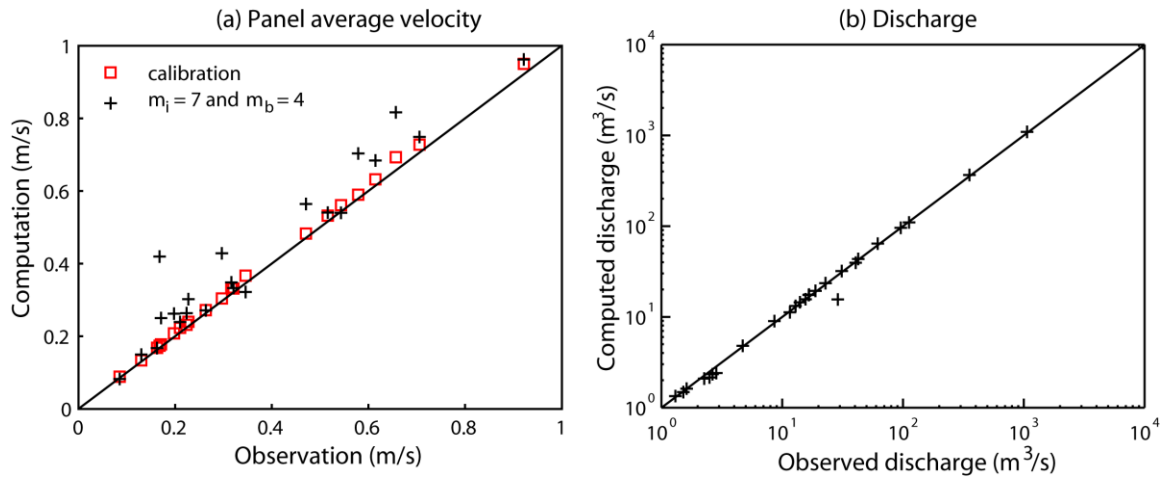 (a) Panel average velocity
1
0.8
0.6
0.4
0.2
0
calibration
mᵢ = 7 and m_b = 4
Computation (m/s)
0
0.2
0.4
0.6
0.8
1
Observation (m/s)
(b) Discharge
10⁴
10³
10²
10¹
10⁰
Computed discharge (m³/s)
10⁰
10¹
10²
10³
10⁴
Observed discharge (m³/s)